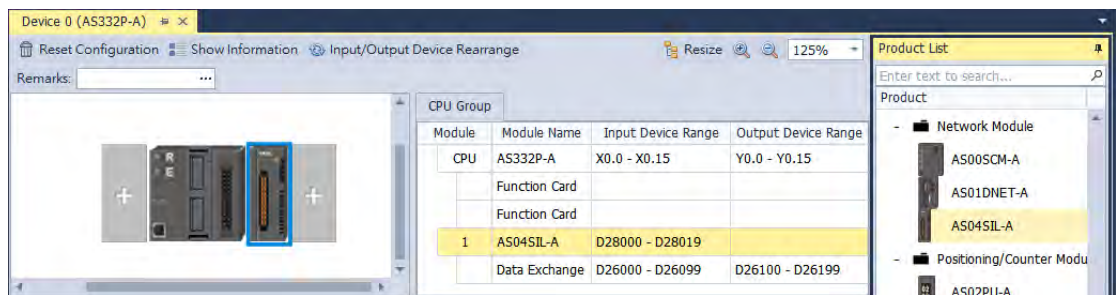 Device 0 (AS332P-A)
Reset Configuration Show Information Input/Output Device Rearrange Resize 125%
Remarks: ...
CPU Group
Module Module Name Input Device Range Output Device Range
CPU AS332P-A X0.0 - X0.15 Y0.0 - Y0.15
Function Card
Function Card
1 AS04SIL-A D28000 - D28019
Data Exchange D26000 - D26099 D26100 - D26199
Product List
Enter text to search...
Product
- Network Module
AS00SCM-A
AS01DNET-A
AS04SIL-A
- Positioning/Counter Modu
AS02PU-A